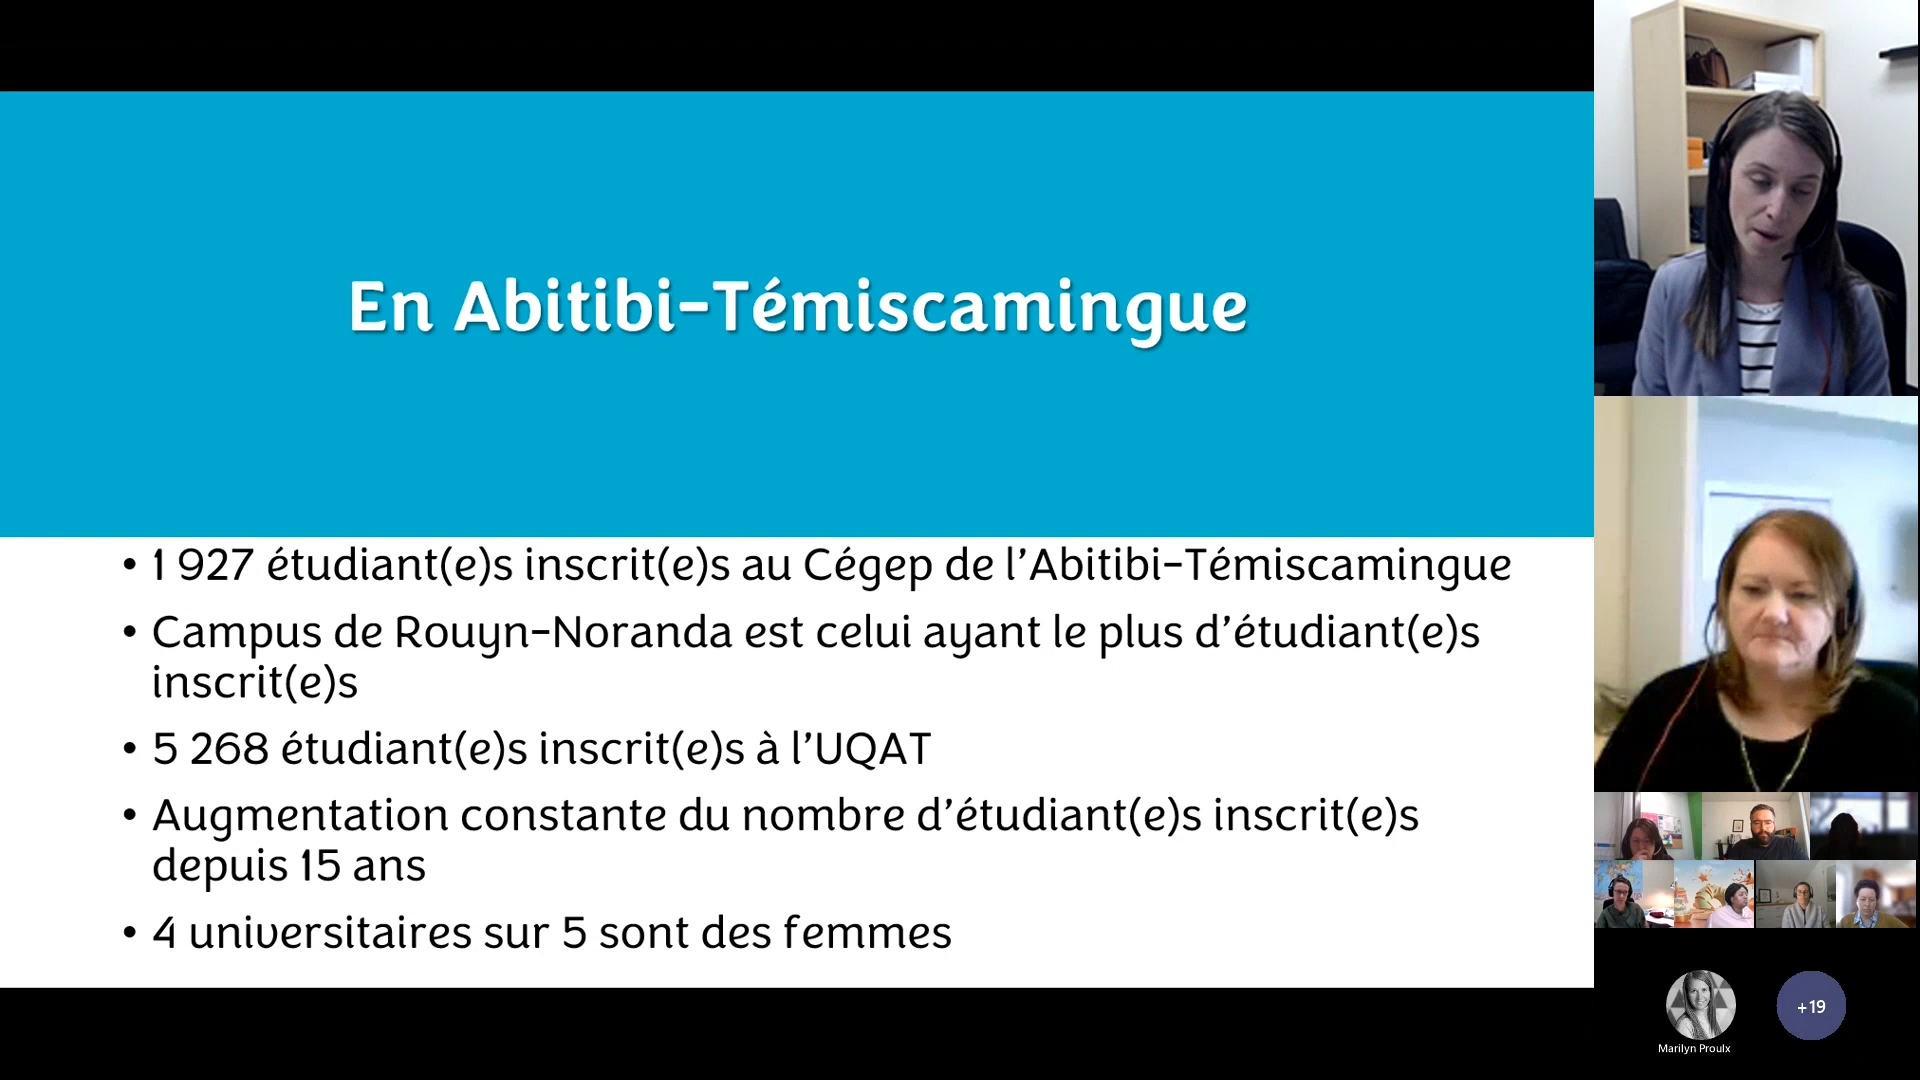 En Abitibi-Témiscamingue
• 1 927 étudiant(e)s inscrit(e)s au Cégep de l’Abitibi-Témiscamingue
• Campus de Rouyn-Noranda est celui ayant le plus d’étudiant(e)s
inscrit(e)s
• 5 268 étudiant(e)s inscrit(e)s à l’UQAT
• Augmentation constante du nombre d’étudiant(e)s inscrit(e)s
depuis 15 ans
• 4 universitaires sur 5 sont des femmes
+19
Marilyn Proulx